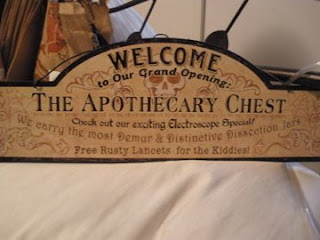 WELCOME
to Our Grand Opening:
THE APOTHECARY CHEST
Check out our exciting Electroscope Special!
We carry the most Demur & Distinctive Dissection Jars
Free Rusty Lancets for the Kiddies!